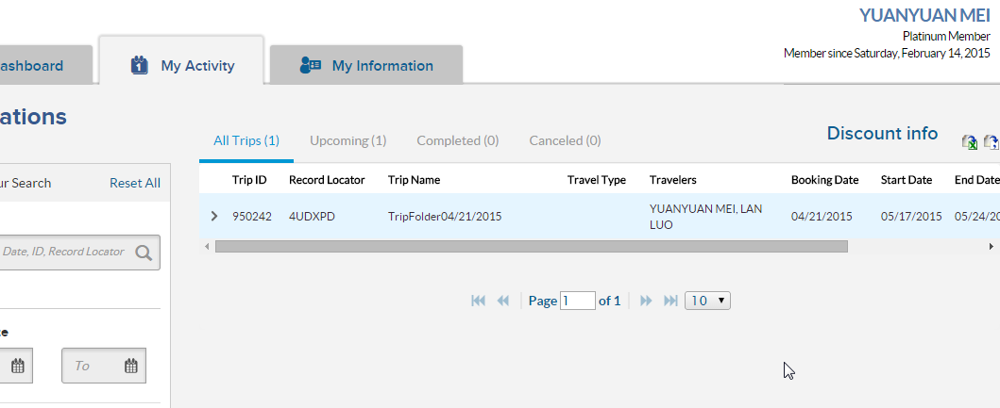 YUANYUAN MEI
Platinum Member
Member since Saturday, February 14, 2015
ashboard
My Activity
My Information
ations
All Trips (1)
Upcoming (1)
Completed (0)
Canceled (0)
Discount info
ur Search
Reset All
Trip ID
Record Locator
Trip Name
Travel Type
Travelers
Booking Date
Start Date
End Date
950242
4UDXPD
TripFolder04/21/2015
YUANYUAN MEI, LAN
LUO
04/21/2015
05/17/2015
05/24/20
Date, ID, Record Locator
Page 1 of 1
10
te
To